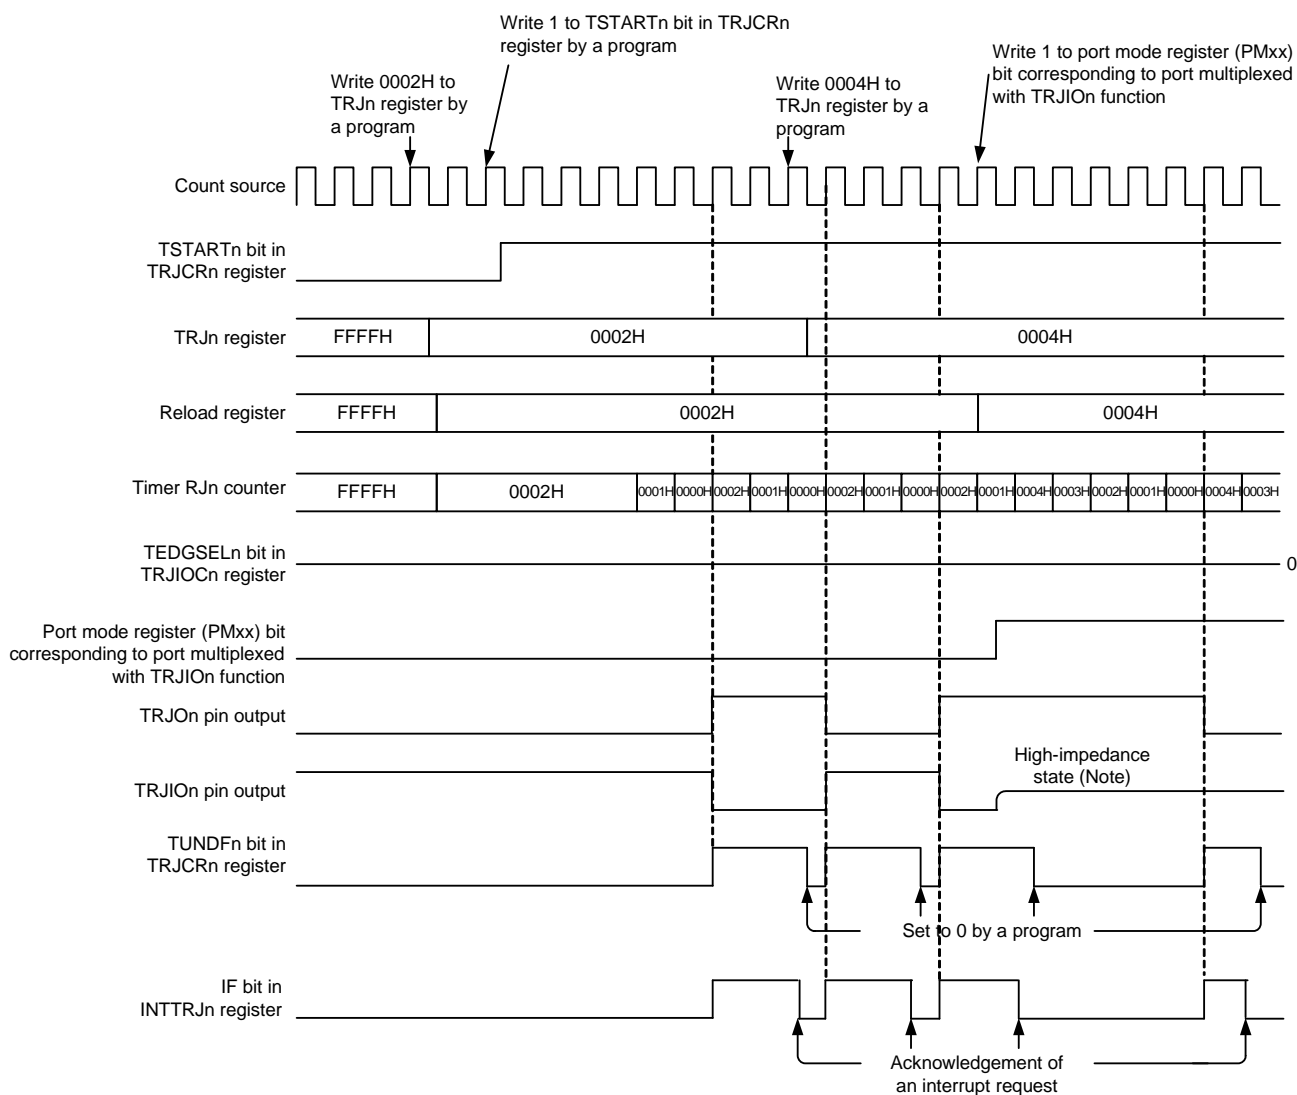 Write 1 to TSTARTn bit in TRJCRn
register by a program
Write 0002H to
TRJn register by
a program
Write 0004H to
TRJn register by a
program
Write 1 to port mode register (PMxx)
bit corresponding to port multiplexed
with TRJIOn function
Count source
TSTARTn bit in
TRJCRn register
TRJn register
FFFFH
0002H
0004H
Reload register
FFFFH
0002H
0004H
Timer RJn counter
FFFFH
0002H
0001H
0000H
0002H
0001H
0000H
0002H
0001H
0000H
0002H
0001H
0004H
0003H
0002H
0001H
0000H
0004H
0003H
TEDGSELn bit in
TRJIOCn register
0
Port mode register (PMxx) bit
corresponding to port multiplexed
with TRJIOn function
TRJOn pin output
TRJIOn pin output
High-impedance
state (Note)
TUNDFn bit in
TRJCRn register
Set to 0 by a program
IF bit in
INTTRJn register
Acknowledgement of
an interrupt request